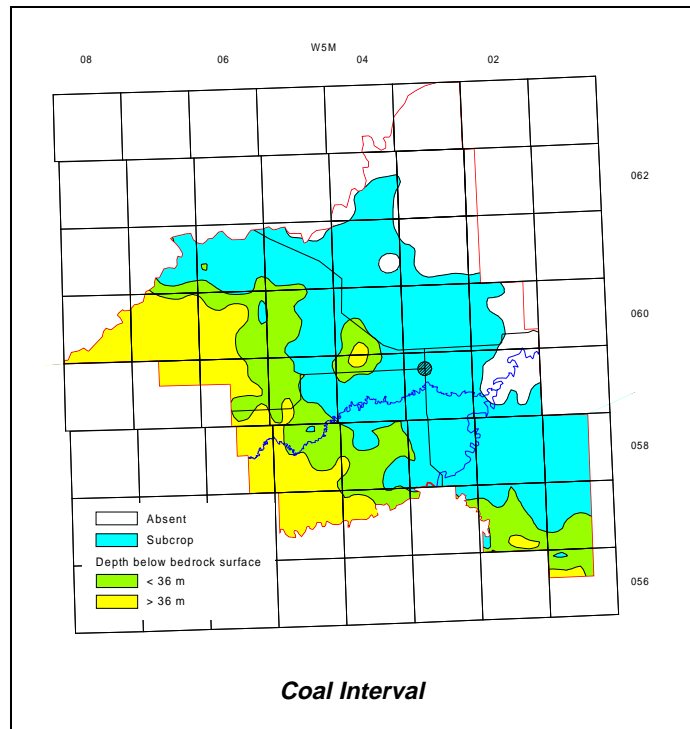 W5M
08 06 04 02
062
060
058
056
Absent
Subcrop
Depth below bedrock surface
< 36 m
> 36 m
Coal Interval